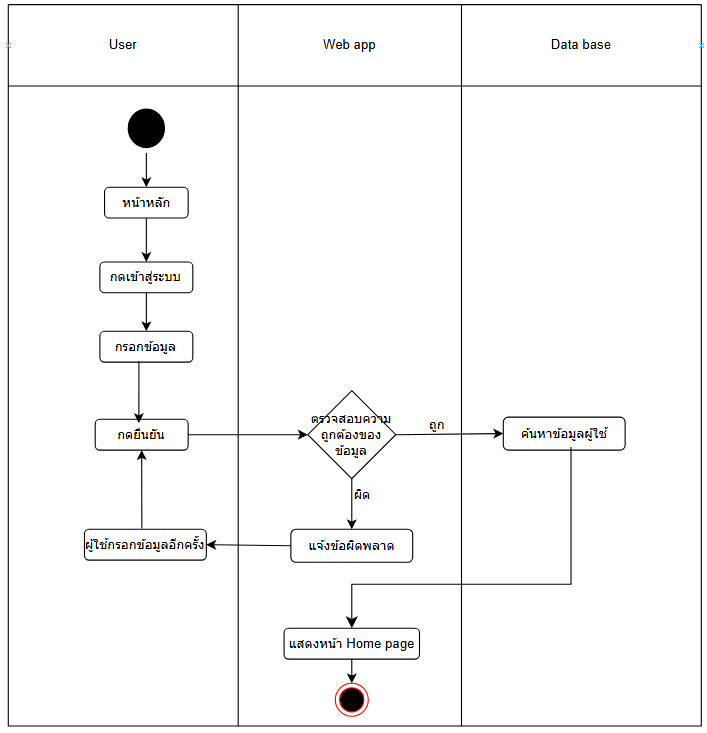 User
Web app
Data base
หน้าหลัก
กดเข้าสู่ระบบ
กรอกข้อมูล
กดยืนยัน
ตรวจสอบความ
ถูกต้องของ
ข้อมูล
ถูก
ค้นหาข้อมูลผู้ใช้
ผิด
ผู้ใช้กรอกข้อมูลอีกครั้ง
แจ้งข้อผิดพลาด
แสดงหน้า Home page